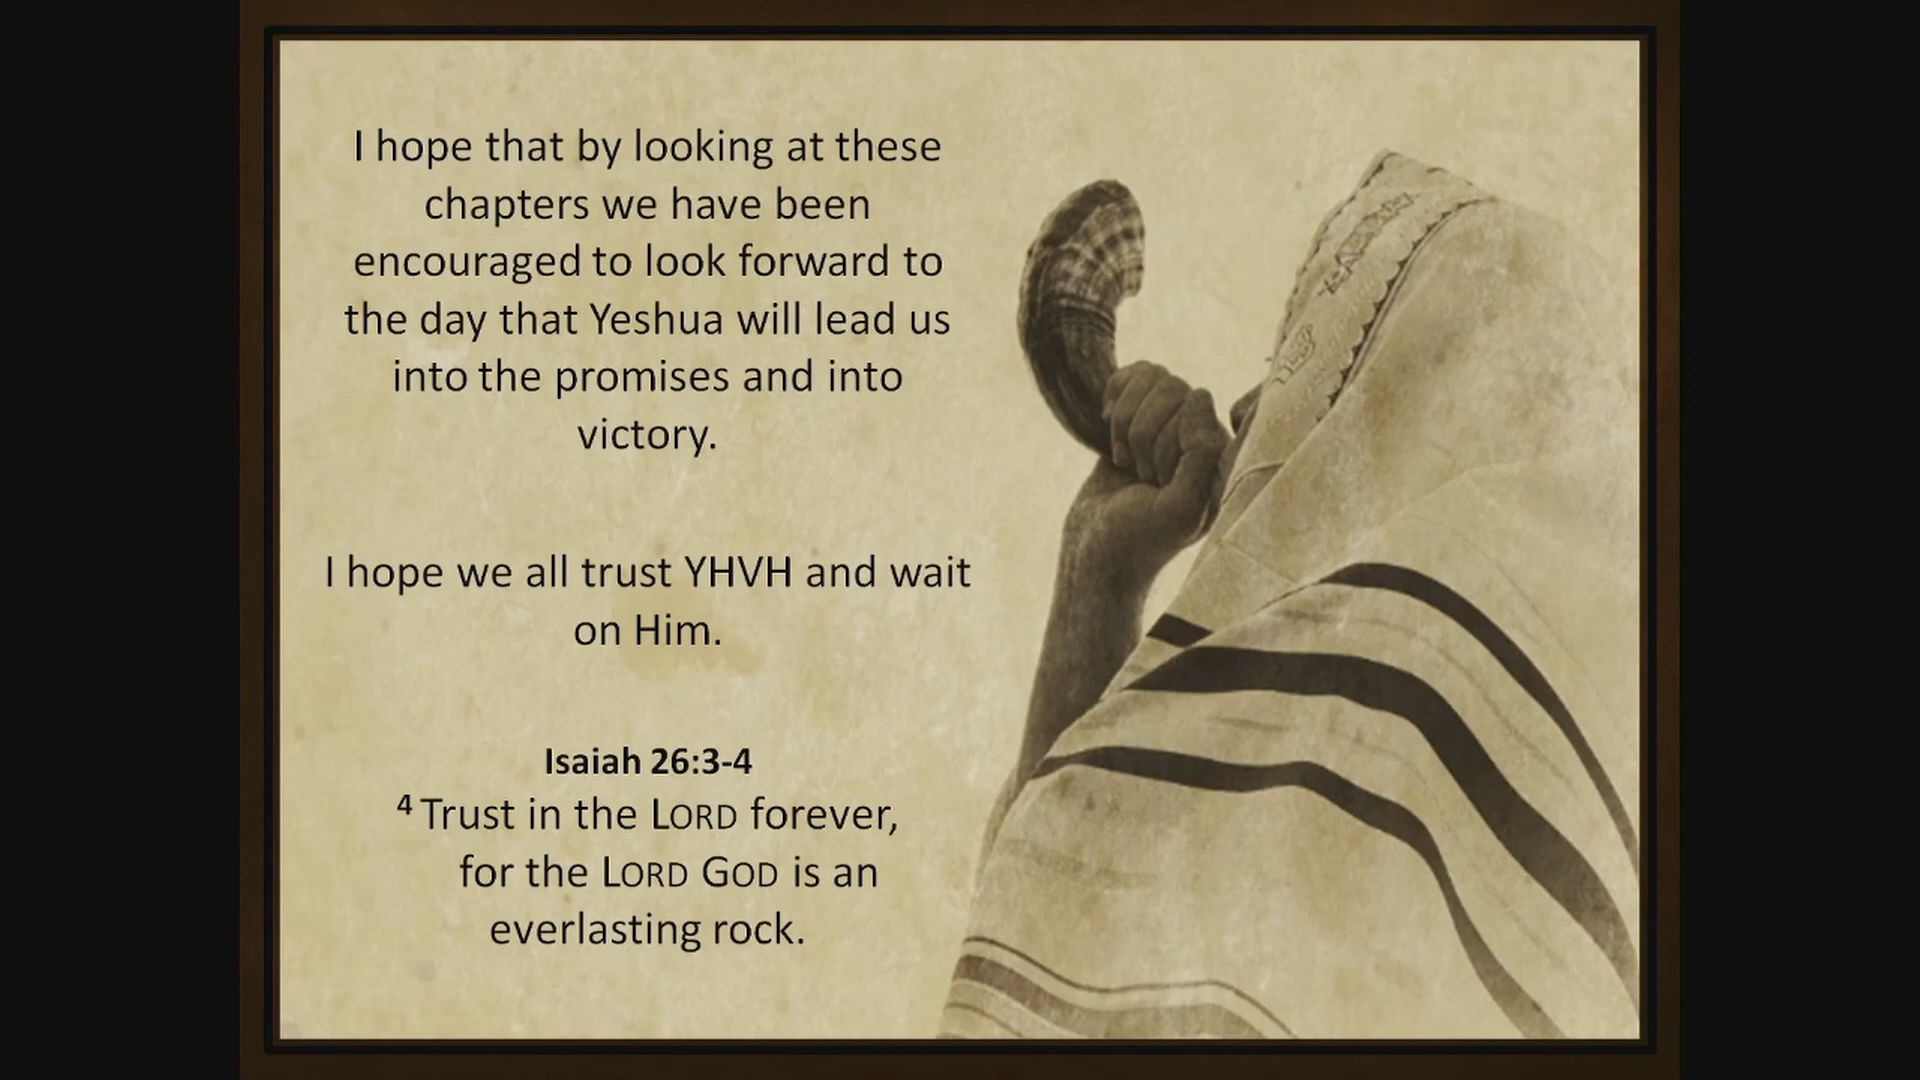 I hope that by looking at these
chapters we have been
encouraged to look forward to
the day that Yeshua will lead us
into the promises and into
victory.
I hope we all trust YHVH and wait
on Him.
Isaiah 26:3-4
4 Trust in the LORD forever,
for the LORD GOD is an
everlasting rock.